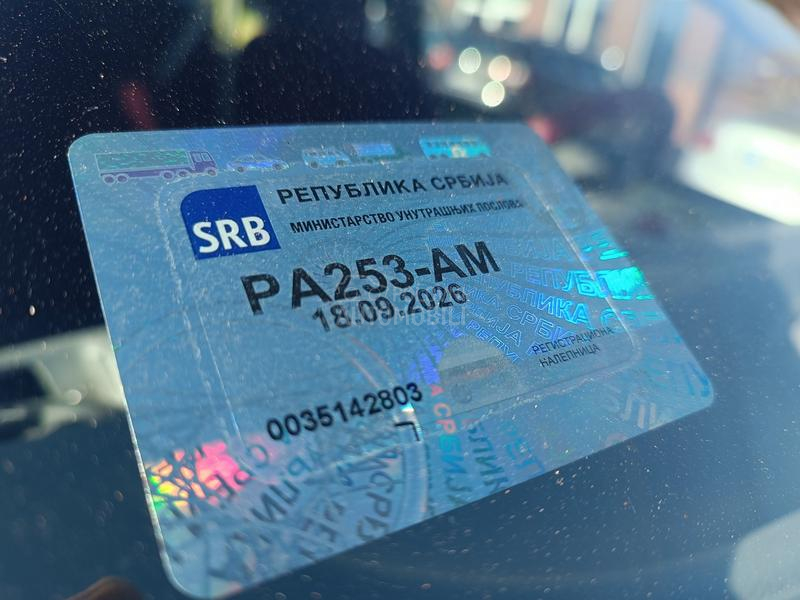 РЕПУБЛИКА СРБИЈА
SRB
МИНИСТАРСТВО УНУТРАШЊИХ ПОСЛОВА
PA253-AM
18.09.2026
РЕГИСТРАЦИОНА
НАЛЕПНИЦА
0035142803